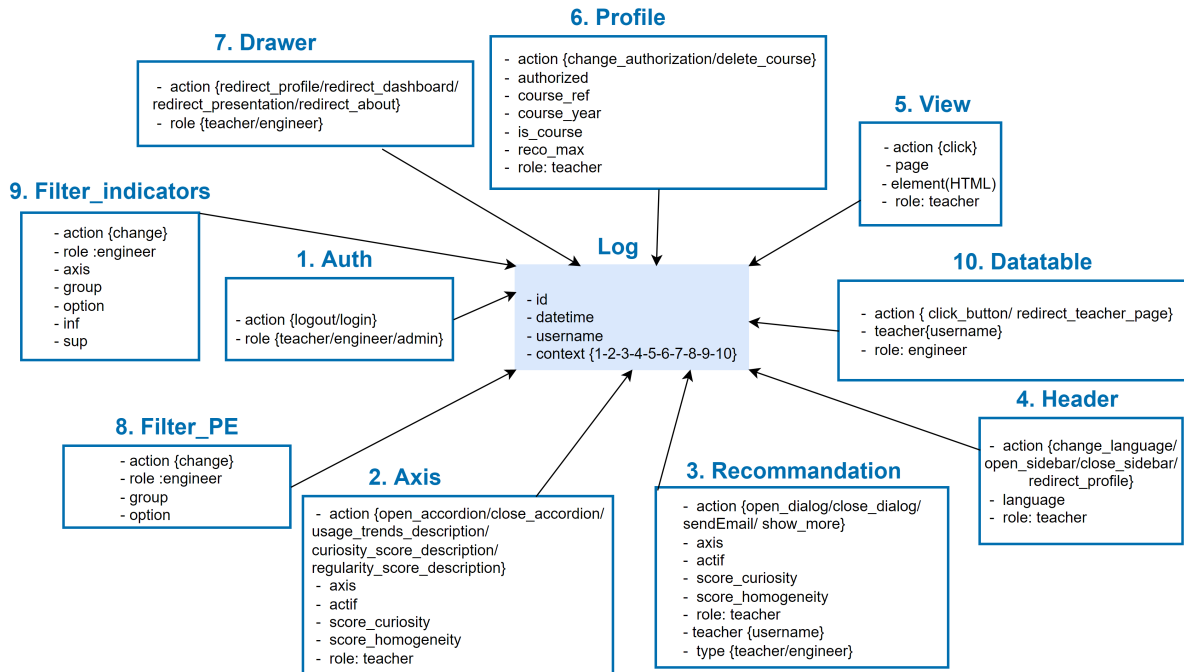 6. Profile
- action {change_authorization/delete_course}
- authorized
- course_ref
- course_year
- is_course
- reco_max
- role: teacher
7. Drawer
- action {redirect_profile/redirect_dashboard/
redirect_presentation/redirect_about}
- role {teacher/engineer}
5. View
- action {click}
- page
- element(HTML)
- role: teacher
9. Filter_indicators
- action {change}
- role :engineer
- axis
- group
- option
- inf
- sup
1. Auth
- action {logout/login}
- role {teacher/engineer/admin}
Log
- id
- datetime
- username
- context {1-2-3-4-5-6-7-8-9-10}
10. Datatable
- action { click_button/ redirect_teacher_page}
- teacher{username}
- role: engineer
8. Filter_PE
- action {change}
- role :engineer
- group
- option
2. Axis
- action {open_accordion/close_accordion/
usage_trends_description/
curiosity_score_description/
regularity_score_description}
- axis
- actif
- score_curiosity
- score_homogeneity
- role: teacher
3. Recommandation
- action {open_dialog/close_dialog/
sendEmail/ show_more}
- axis
- actif
- score_curiosity
- score_homogeneity
- role: teacher
- teacher {username}
- type {teacher/engineer}
4. Header
- action {change_language/
open_sidebar/close_sidebar/
redirect_profile}
- language
- role: teacher